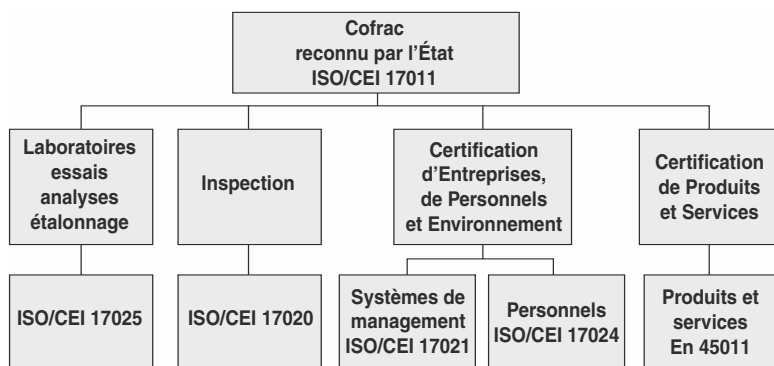 Cofrac
reconnu par l'État
ISO/CEI 17011
Laboratoires
essais
analyses
étalonnage
Inspection
Certification
d'Entreprises,
de Personnels
et Environnement
Certification
de Produits
et Services
ISO/CEI 17025
ISO/CEI 17020
Systèmes de
management
ISO/CEI 17021
Personnels
ISO/CEI 17024
Produits et
services
En 45011